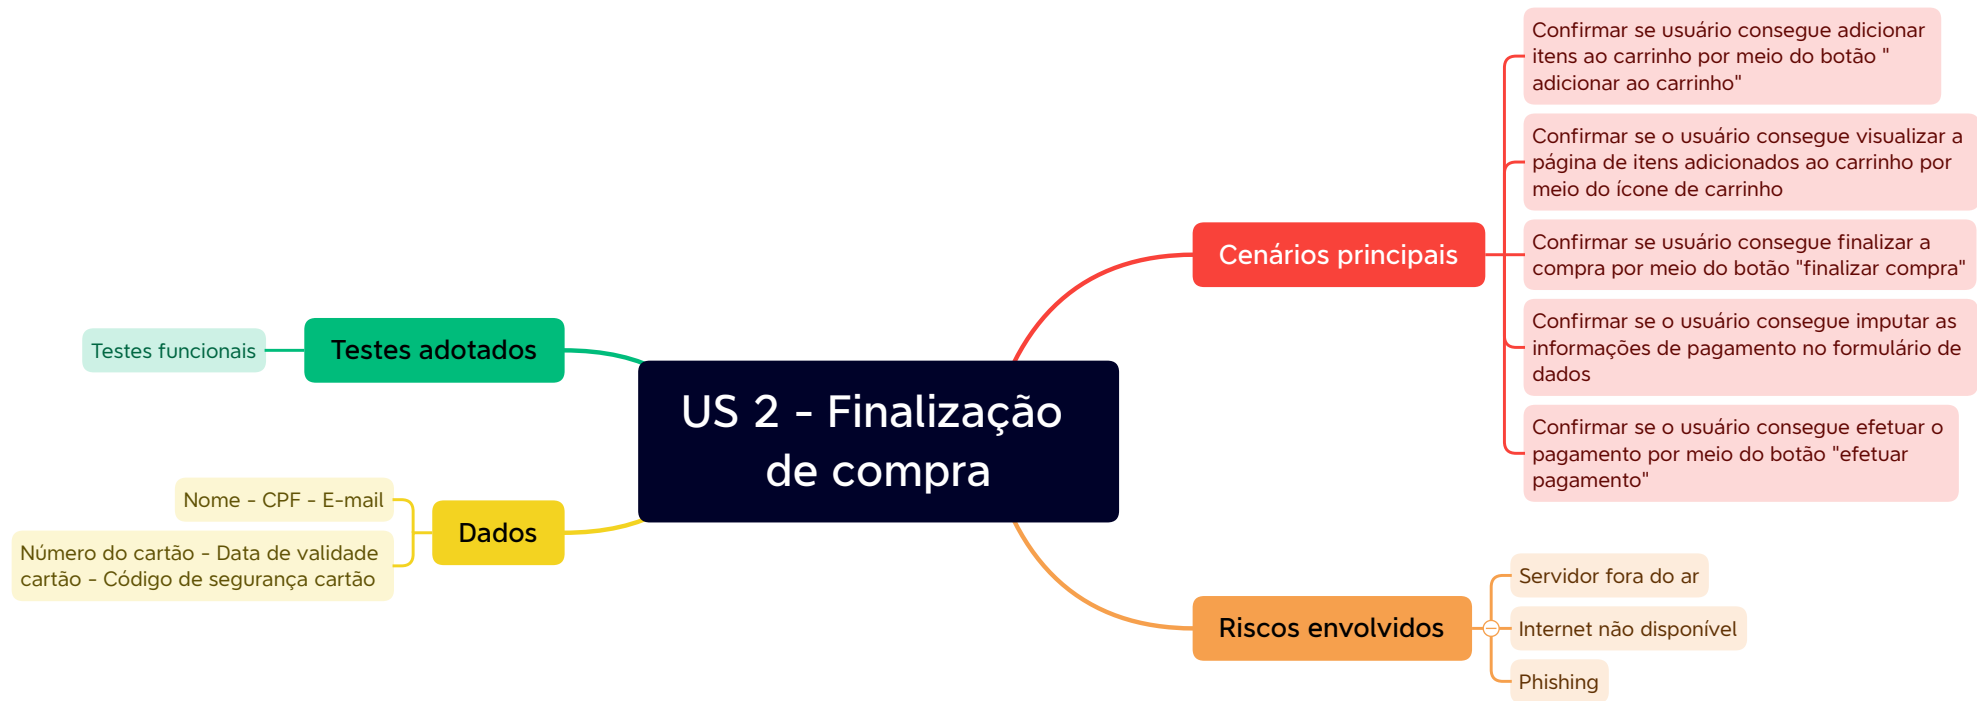 US 2 - Finalização
de compra
Cenários principais
Confirmar se usuário consegue adicionar
itens ao carrinho por meio do botão "
adicionar ao carrinho"
Confirmar se o usuário consegue visualizar a
página de itens adicionados ao carrinho por
meio do ícone de carrinho
Confirmar se usuário consegue finalizar a
compra por meio do botão "finalizar compra"
Confirmar se o usuário consegue imputar as
informações de pagamento no formulário de
dados
Confirmar se o usuário consegue efetuar o
pagamento por meio do botão "efetuar
pagamento"
Riscos envolvidos
Servidor fora do ar
Internet não disponível
Phishing
Testes adotados
Testes funcionais
Dados
Nome - CPF - E-mail
Número do cartão - Data de validade
cartão - Código de segurança cartão